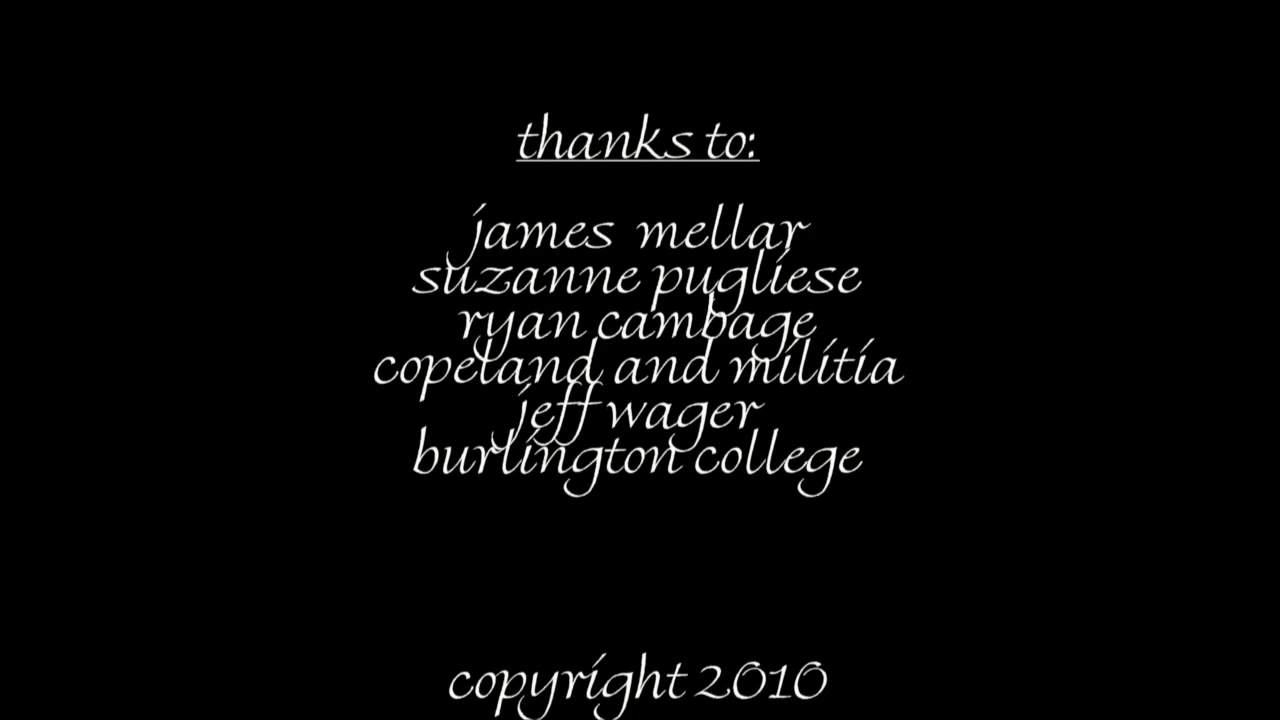 thanks to:
james mellar
suzanne pugliese
ryan cambage
copeland and militia
jeff wager
burlington college
copyright 2010